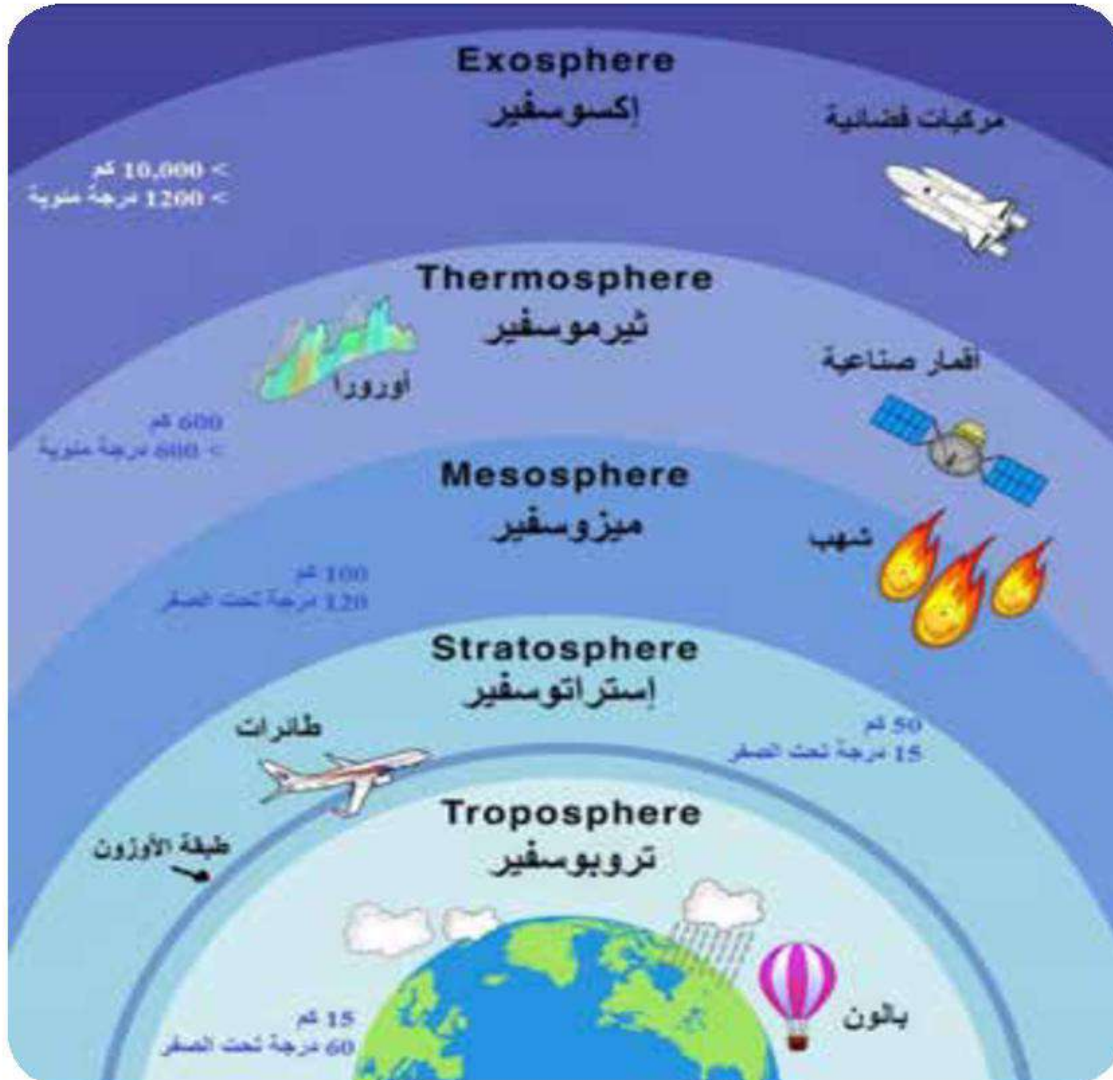 Exosphere
إكسوسفير
مركبات فضائية
> 10,000 كم
> 1200 درجة مئوية
Thermosphere
ثيرموسفير
أورورا
أقمار صناعية
600 كم
> 600 درجة مئوية
Mesosphere
ميزوسفير
شهب
100 كم
120 درجة تحت الصفر
Stratosphere
إستراتوسفير
طائرات
50 كم
15 درجة تحت الصفر
طبقة الأوزون
Troposphere
تروبوسفير
بالون
15 كم
60 درجة تحت الصفر